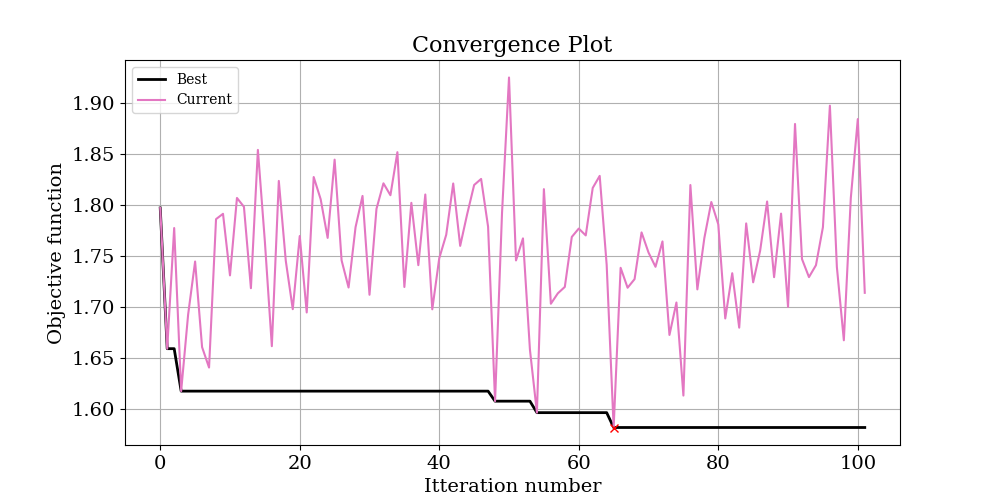 Convergence Plot
Best
Current
Objective function
1.90
1.85
1.80
1.75
1.70
1.65
1.60
0 20 40 60 80 100
Itteration number